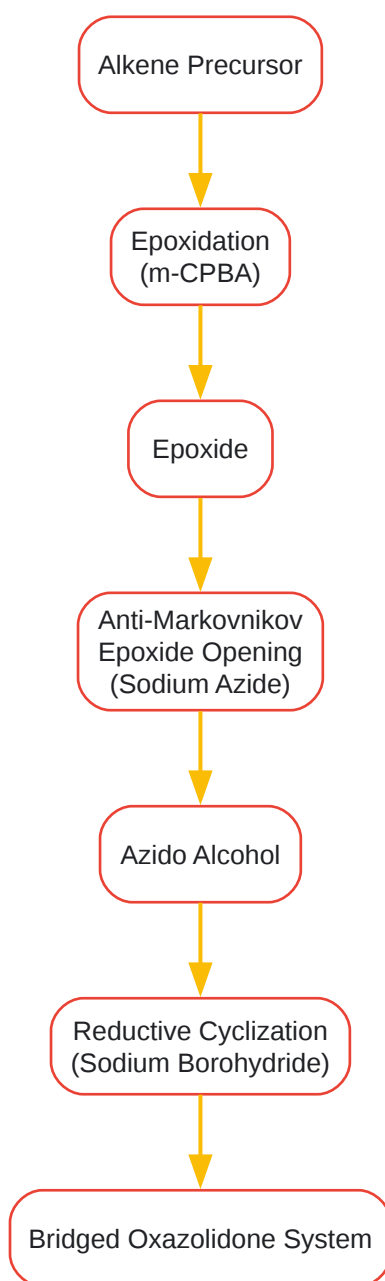 Alkene Precursor
Epoxidation
(m-CPBA)
Epoxide
Anti-Markovnikov
Epoxide Opening
(Sodium Azide)
Azido Alcohol
Reductive Cyclization
(Sodium Borohydride)
Bridged Oxazolidone System